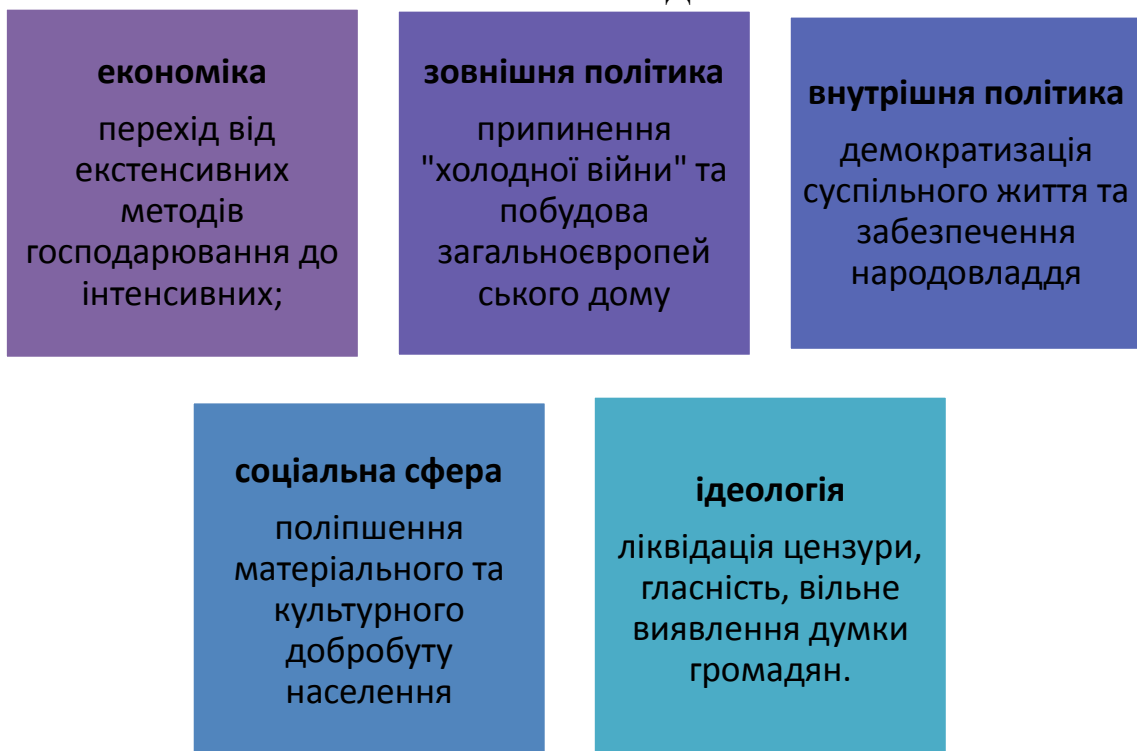 економіка
перехід від
екстенсивних
методів
господарювання до
інтенсивних;
зовнішня політика
припинення
"холодної війни" та
побудова
загальноєвропей
ського дому
внутрішня політика
демократизація
суспільного життя та
забезпечення
народовладдя
соціальна сфера
поліпшення
матеріального та
культурного
добробуту
населення
ідеологія
ліквідація цензури,
гласність, вільне
виявлення думки
громадян.